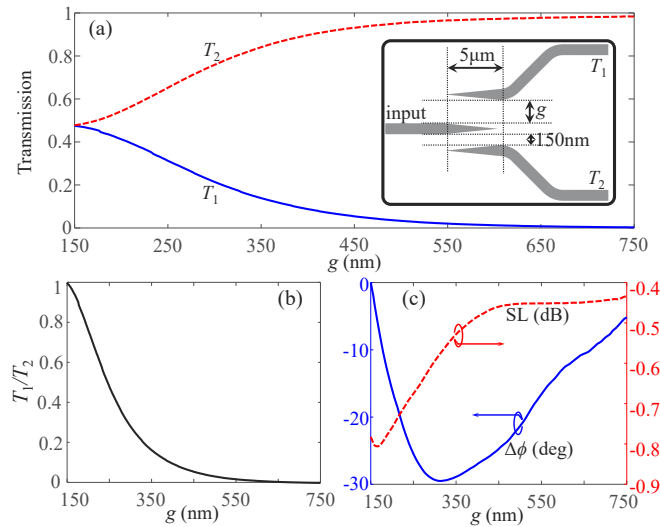 (a)
Transmission
1
0.8
0.6
0.4
0.2
0
T2
T1
150
250
350
450
550
650
750
g (nm)
5μm
T1
input
g
150nm
T2
(b)
T1/T2
1
0.8
0.6
0.4
0.2
0
150
350
550
750
g (nm)
(c)
0
-10
-20
-30
SL (dB)
Δϕ (deg)
-0.4
-0.5
-0.6
-0.7
-0.8
-0.9
150
350
550
750
g (nm)